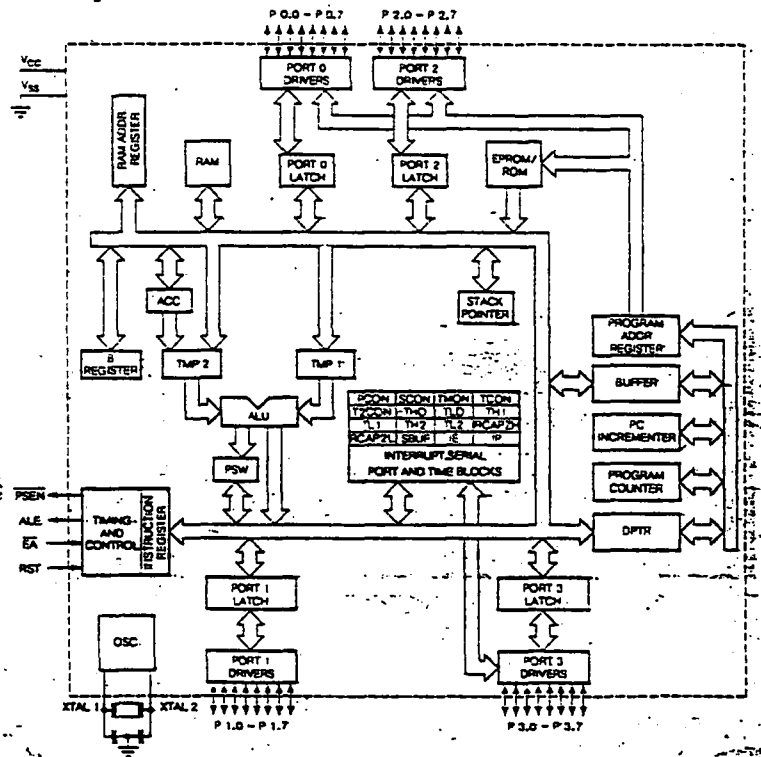 P 0.0 – P 0.7
P 2.0 – P 2.7
VCC
VSS
PORT 0
DRIVERS
PORT 2
DRIVERS
RAM ADDR
REGISTER
RAM
PORT 0
LATCH
PORT 2
LATCH
EPROM/
ROM
ACC
STACK
POINTER
PROGRAM
ADDR
REGISTER
B
REGISTER
TMP 2
TMP 1
BUFFER
ALU
PCON SCON TMON TCON
T2CON THO TLD TH1
TL1 TH2 TL2 RCAP2H
RCAP2L SBUF IE IP
INTERRUPT, SERIAL
PORT AND TIME BLOCKS
PC
INCREMENTER
PSW
PROGRAM
COUNTER
PSEN
ALE
EA
RST
TIMING
AND
CONTROL
INSTRUCTION
REGISTER
DPTR
PORT 1
LATCH
PORT 3
LATCH
OSC.
PORT 1
DRIVERS
PORT 3
DRIVERS
XTAL 1
XTAL 2
P 1.0 – P 1.7
P 3.0 – P 3.7